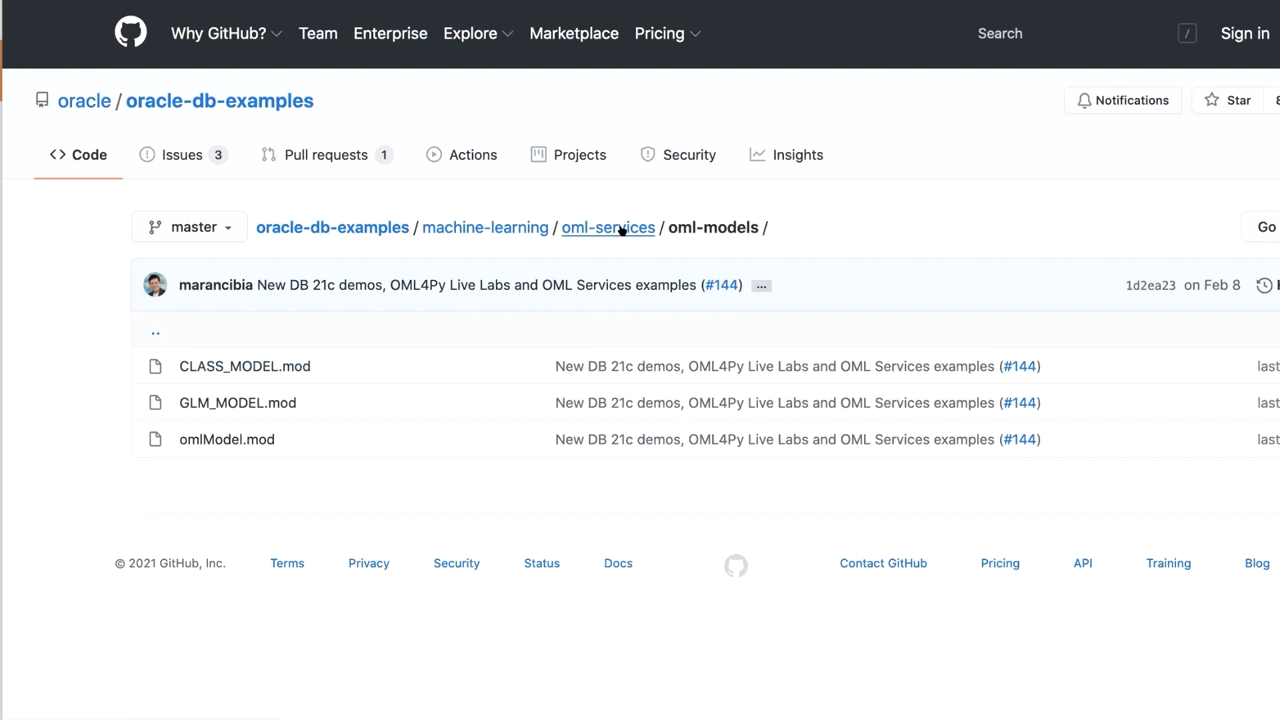 Why GitHub? Team Enterprise Explore Marketplace Pricing Search / Sign in
oracle / oracle-db-examples Notifications Star 8
<> Code Issues 3 Pull requests 1 Actions Projects Security Insights
master oracle-db-examples / machine-learning / oml-services / oml-models / Go
marancibia New DB 21c demos, OML4Py Live Labs and OML Services examples (#144) ... 1d2ea23 on Feb 8
..
CLASS_MODEL.mod New DB 21c demos, OML4Py Live Labs and OML Services examples (#144) last
GLM_MODEL.mod New DB 21c demos, OML4Py Live Labs and OML Services examples (#144) last
omlModel.mod New DB 21c demos, OML4Py Live Labs and OML Services examples (#144) last
© 2021 GitHub, Inc. Terms Privacy Security Status Docs Contact GitHub Pricing API Training Blog